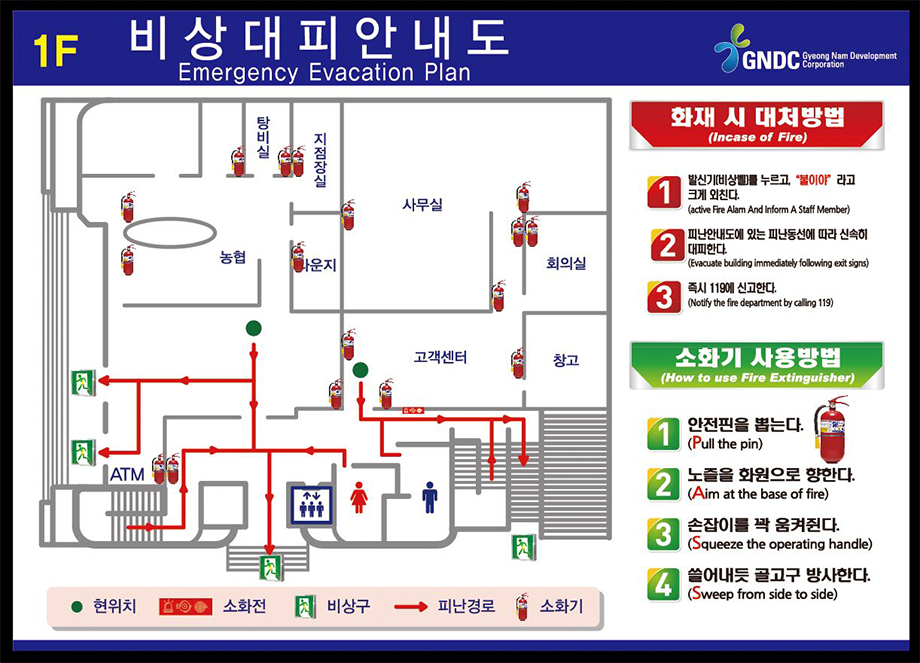 1F
비상대피안내도
Emergency Evacation Plan
GNDC Gyeong Nam Development
Corporation
탕비실
지점장실
사무실
농협
라운지
회의실
고객센터
창고
ATM
현위치
소화전
비상구
피난경로
소화기
화재 시 대처방법
(Incase of Fire)
1
발신기(비상벨)를 누르고, "불이야" 라고
크게 외친다.
(active Fire Alam And Inform A Staff Member)
2
피난안내도에 있는 피난동선에 따라 신속히
대피한다.
(Evacuate building immediately following exit signs)
3
즉시 119에 신고한다.
(Notify the fire department by calling 119)
소화기 사용방법
(How to use Fire Extinguisher)
1
안전핀을 뽑는다.
(Pull the pin)
2
노즐을 화원으로 향한다.
(Aim at the base of fire)
3
손잡이를 꽉 움켜쥔다.
(Squeeze the operating handle)
4
쓸어내듯 골고구 방사한다.
(Sweep from side to side)